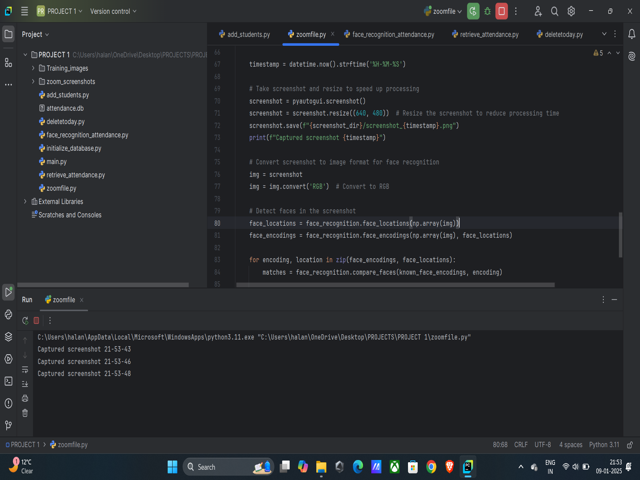 PR PROJECT 1
Version control
zoomfile
Project
add_students.py
zoomfile.py
face_recognition_attendance.py
retrieve_attendance.py
deletetoday.py
PROJECT 1 C:\Users\halan\OneDrive\Desktop\PROJECTS\PROJECT 1
Training_images
zoom_screenshots
add_students.py
attendance.db
deletetoday.py
face_recognition_attendance.py
initialize_database.py
main.py
retrieve_attendance.py
zoomfile.py
External Libraries
Scratches and Consoles
5
66
67 timestamp = datetime.now().strftime('%H-%M-%S')
68
69 # Take screenshot and resize to speed up processing
70 screenshot = pyautogui.screenshot()
71 screenshot = screenshot.resize((640, 480)) # Resize the screenshot to reduce processing time
72 screenshot.save(f"{screenshot_dir}/screenshot_{timestamp}.png")
73 print(f"Captured screenshot {timestamp}")
74
75 # Convert screenshot to image format for face recognition
76 img = screenshot
77 img = img.convert('RGB') # Convert to RGB
78
79 # Detect faces in the screenshot
80 face_locations = face_recognition.face_locations(np.array(img))
81 face_encodings = face_recognition.face_encodings(np.array(img), face_locations)
82
83 for encoding, location in zip(face_encodings, face_locations):
84 matches = face_recognition.compare_faces(known_face_encodings, encoding)
85
Run
zoomfile
C:\Users\halan\AppData\Local\Microsoft\WindowsApps\python3.11.exe "C:\Users\halan\OneDrive\Desktop\PROJECTS\PROJECT 1\zoomfile.py"
Captured screenshot 21-53-43
Captured screenshot 21-53-46
Captured screenshot 21-53-48
PROJECT 1 > zoomfile.py
80:68
CRLF
UTF-8
4 spaces
Python 3.11
12°C
Clear
Search
ENG
IN
21:53
09-01-2025